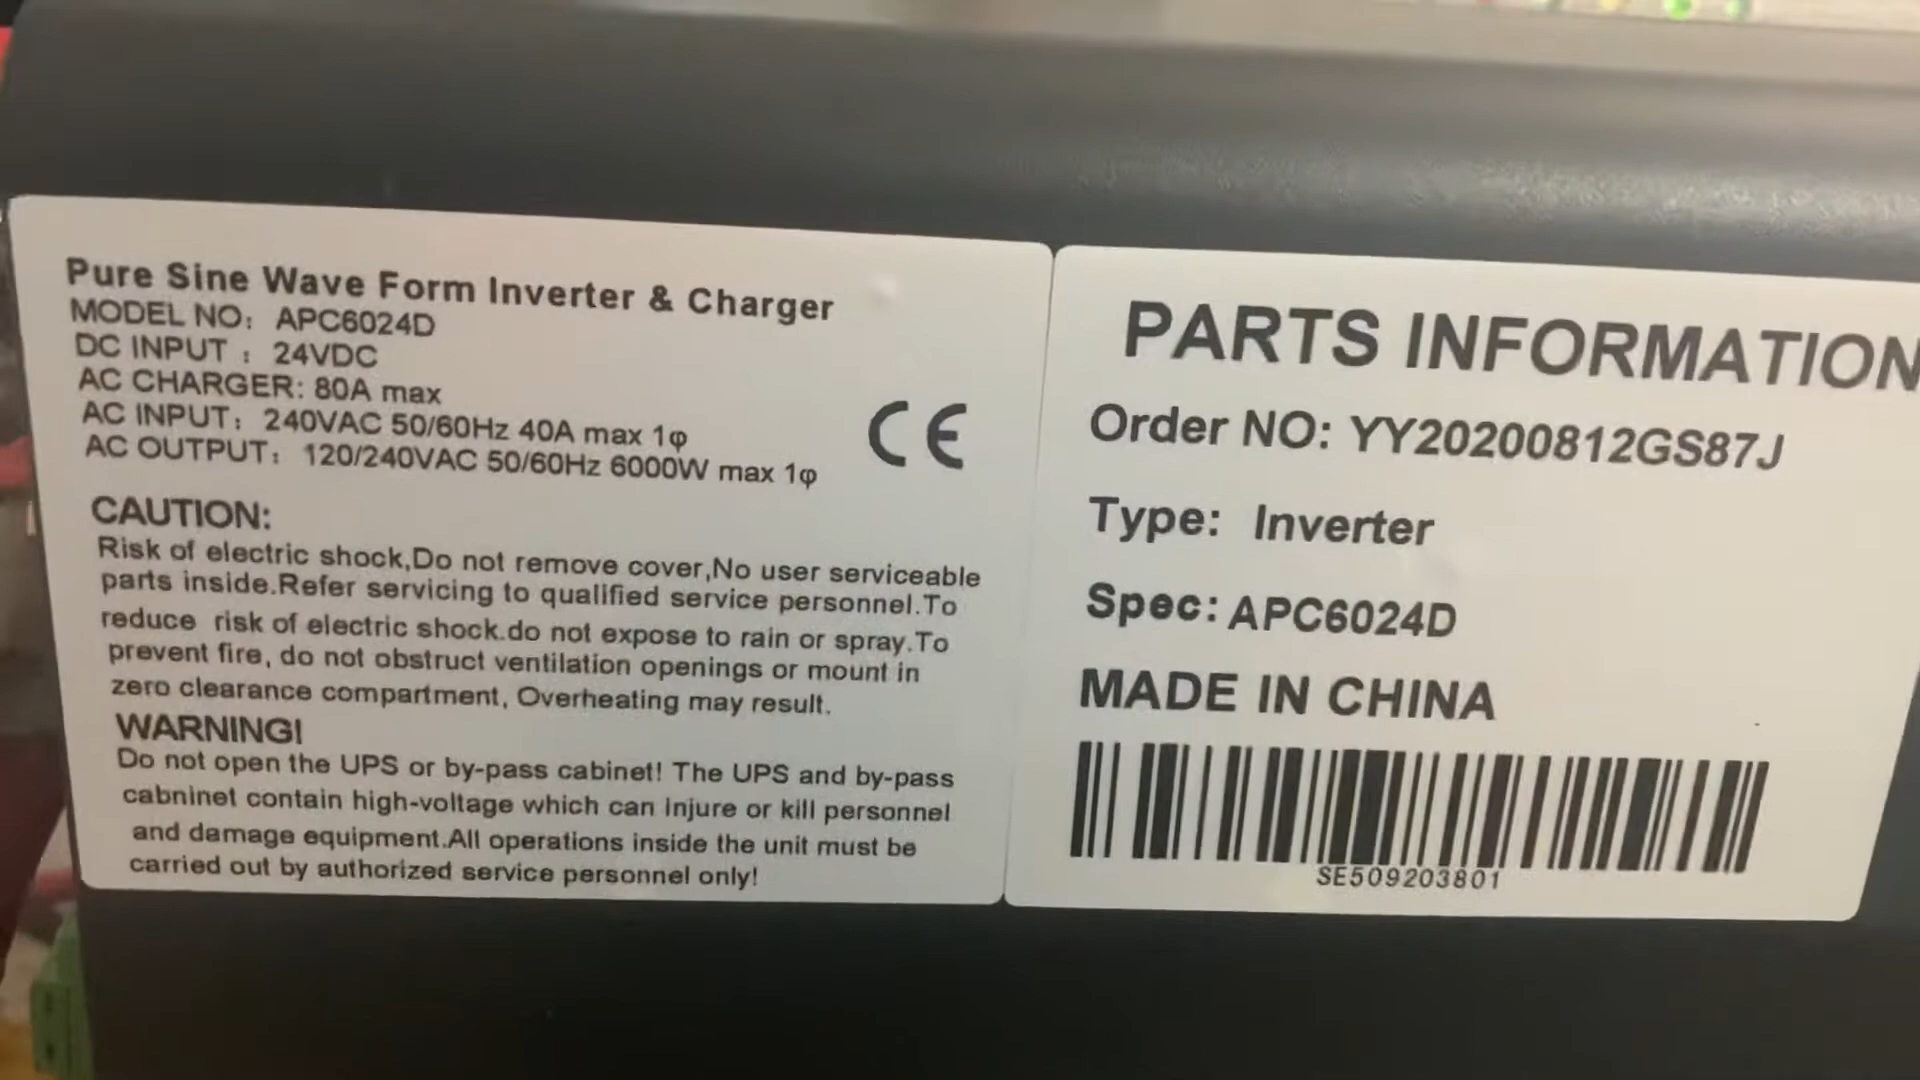 Pure Sine Wave Form Inverter & Charger
MODEL NO: APC6024D
DC INPUT : 24VDC
AC CHARGER: 80A max
AC INPUT: 240VAC 50/60Hz 40A max 1φ
AC OUTPUT: 120/240VAC 50/60Hz 6000W max 1φ
CE
CAUTION:
Risk of electric shock,Do not remove cover,No user serviceable
parts inside.Refer servicing to qualified service personnel.To
reduce risk of electric shock.do not expose to rain or spray.To
prevent fire, do not obstruct ventilation openings or mount in
zero clearance compartment, Overheating may result.
WARNING!
Do not open the UPS or by-pass cabinet! The UPS and by-pass
cabninet contain high-voltage which can injure or kill personnel
and damage equipment.All operations inside the unit must be
carried out by authorized service personnel only!
PARTS INFORMATION
Order NO: YY20200812GS87J
Type: Inverter
Spec: APC6024D
MADE IN CHINA
SE509203801